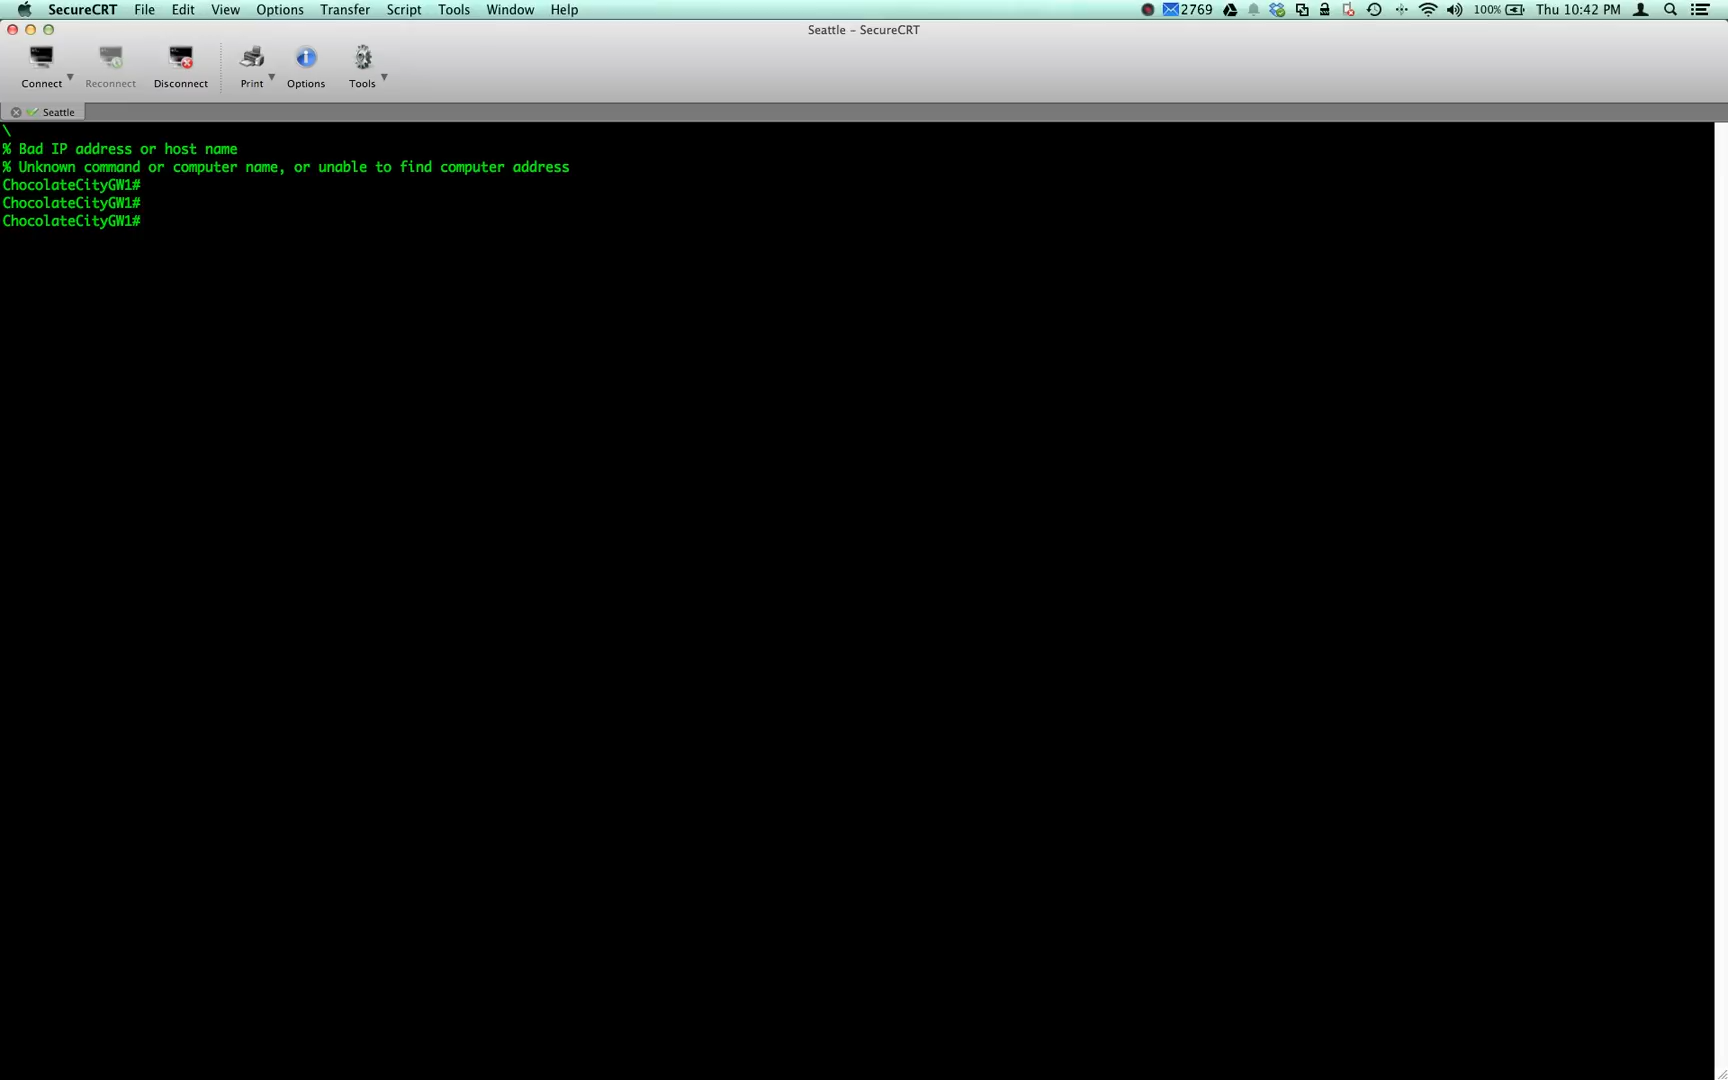 SecureCRT File Edit View Options Transfer Script Tools Window Help 2769 100% Thu 10:42 PM
Seattle - SecureCRT
Connect Reconnect Disconnect Print Options Tools
Seattle
\
% Bad IP address or host name
% Unknown command or computer name, or unable to find computer address
ChocolateCityGW1#
ChocolateCityGW1#
ChocolateCityGW1#